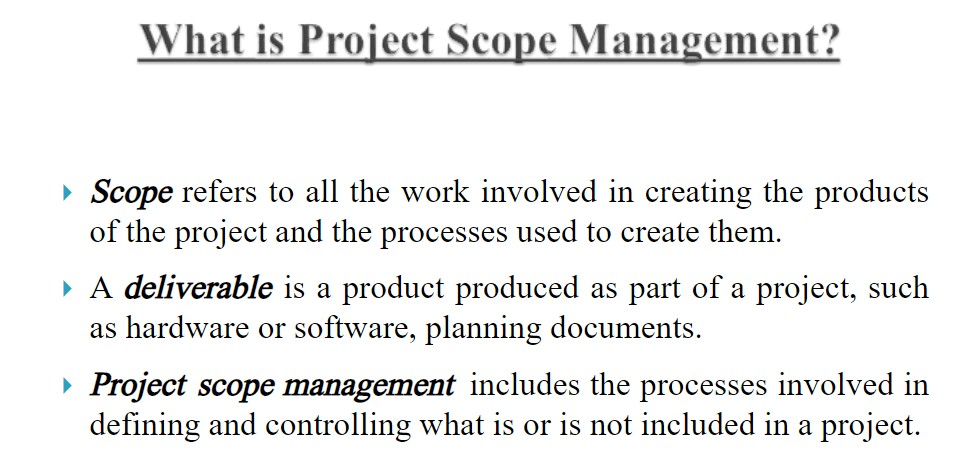 What is Project Scope Management?
Scope refers to all the work involved in creating the products
of the project and the processes used to create them.
A deliverable is a product produced as part of a project, such
as hardware or software, planning documents.
Project scope management includes the processes involved in
defining and controlling what is or is not included in a project.